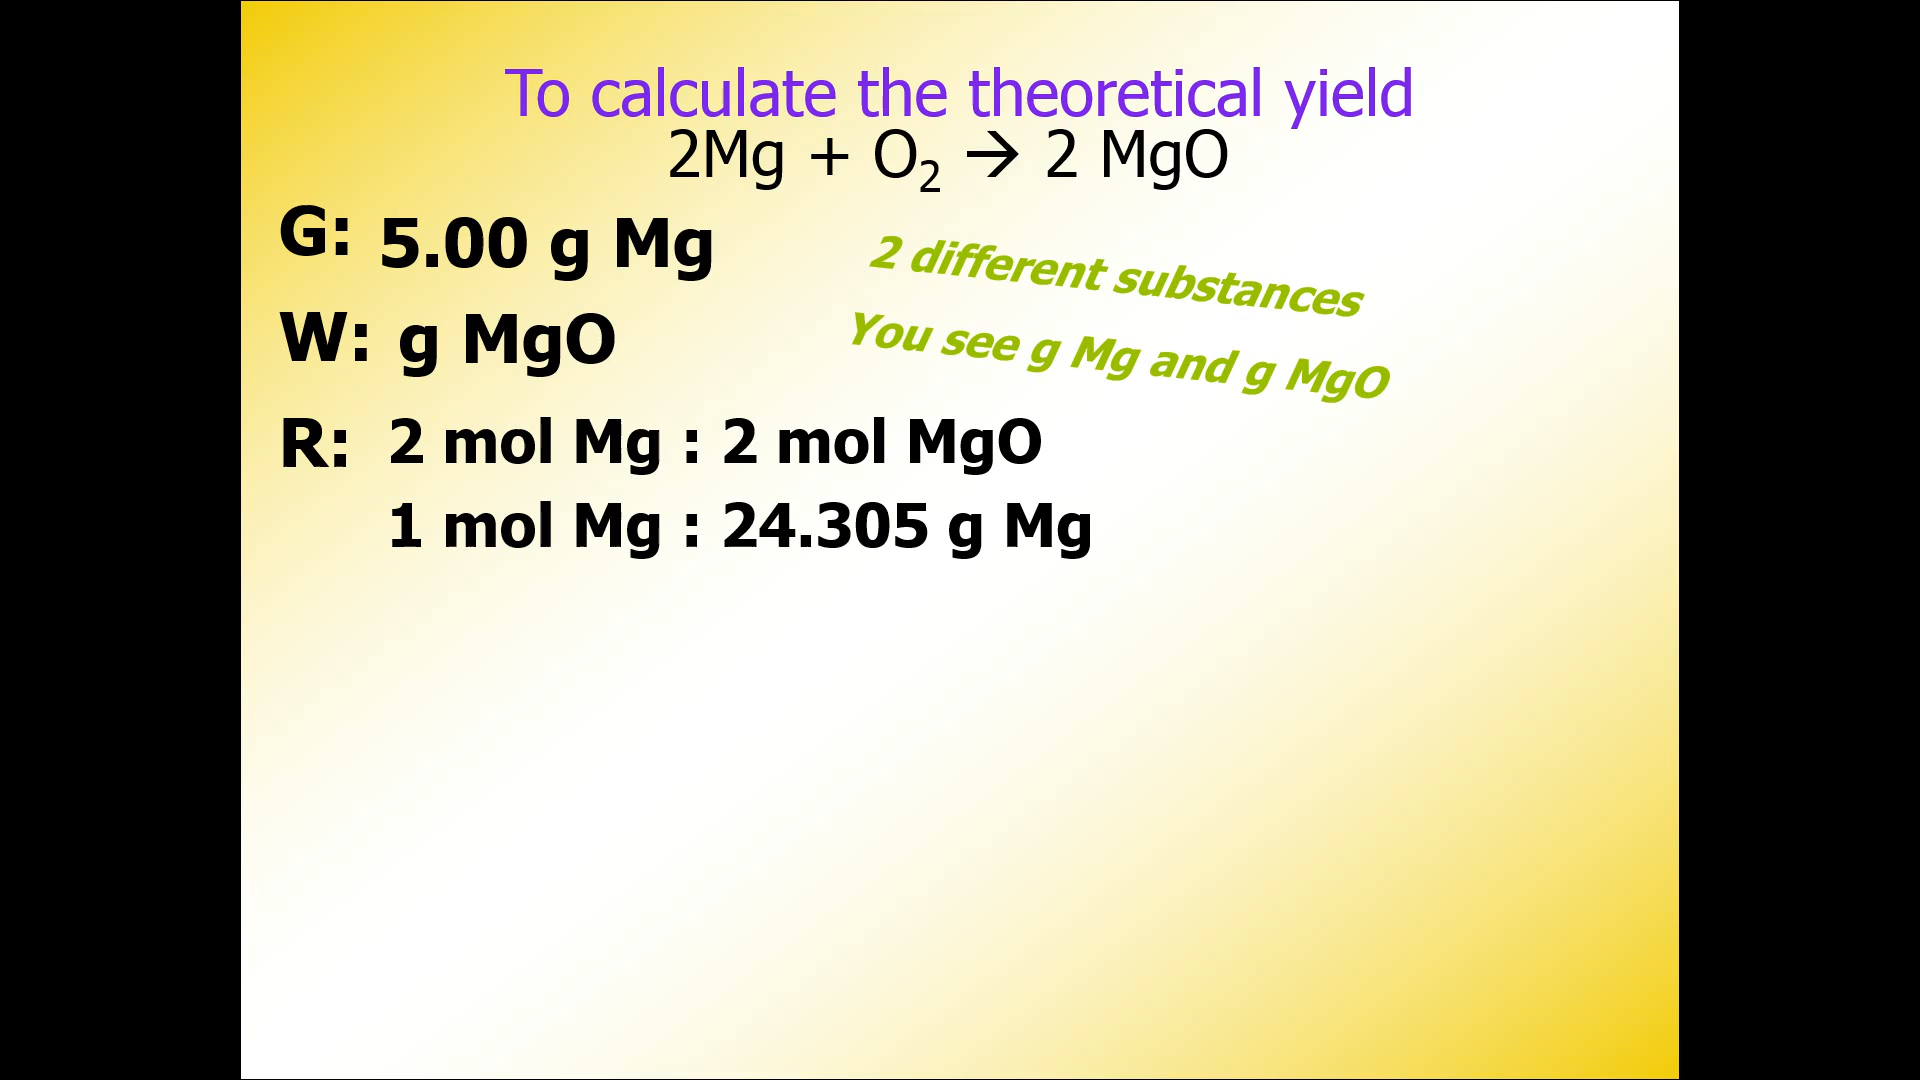 To calculate the theoretical yield
2Mg + O₂ → 2 MgO
G: 5.00 g Mg
2 different substances
W: g MgO
You see g Mg and g MgO
R: 2 mol Mg : 2 mol MgO
1 mol Mg : 24.305 g Mg